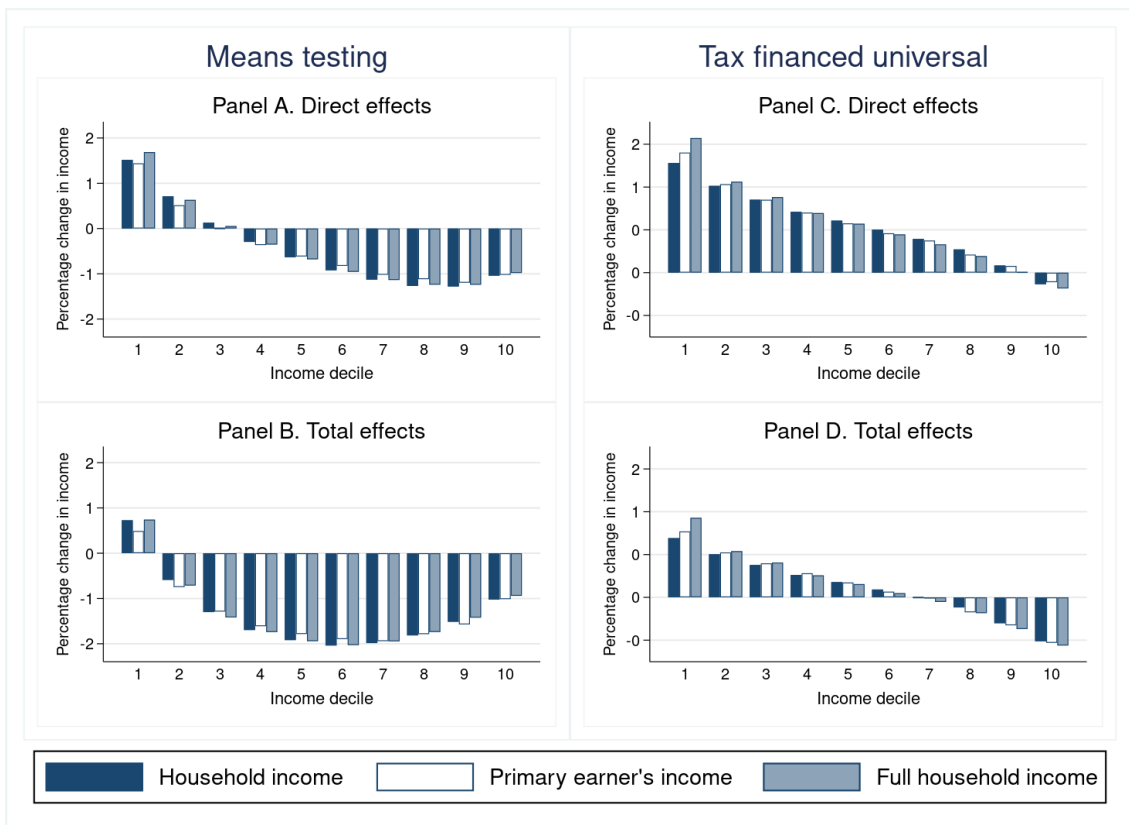 Means testing
Panel A. Direct effects
Percentage change in income
2
1
0
-1
-2
1 2 3 4 5 6 7 8 9 10
Income decile
Panel B. Total effects
Percentage change in income
2
1
0
-1
-2
1 2 3 4 5 6 7 8 9 10
Income decile
Tax financed universal
Panel C. Direct effects
Percentage change in income
2
1
0
0
-0
1 2 3 4 5 6 7 8 9 10
Income decile
Panel D. Total effects
Percentage change in income
2
1
0
0
-0
1 2 3 4 5 6 7 8 9 10
Income decile
Household income Primary earner's income Full household income